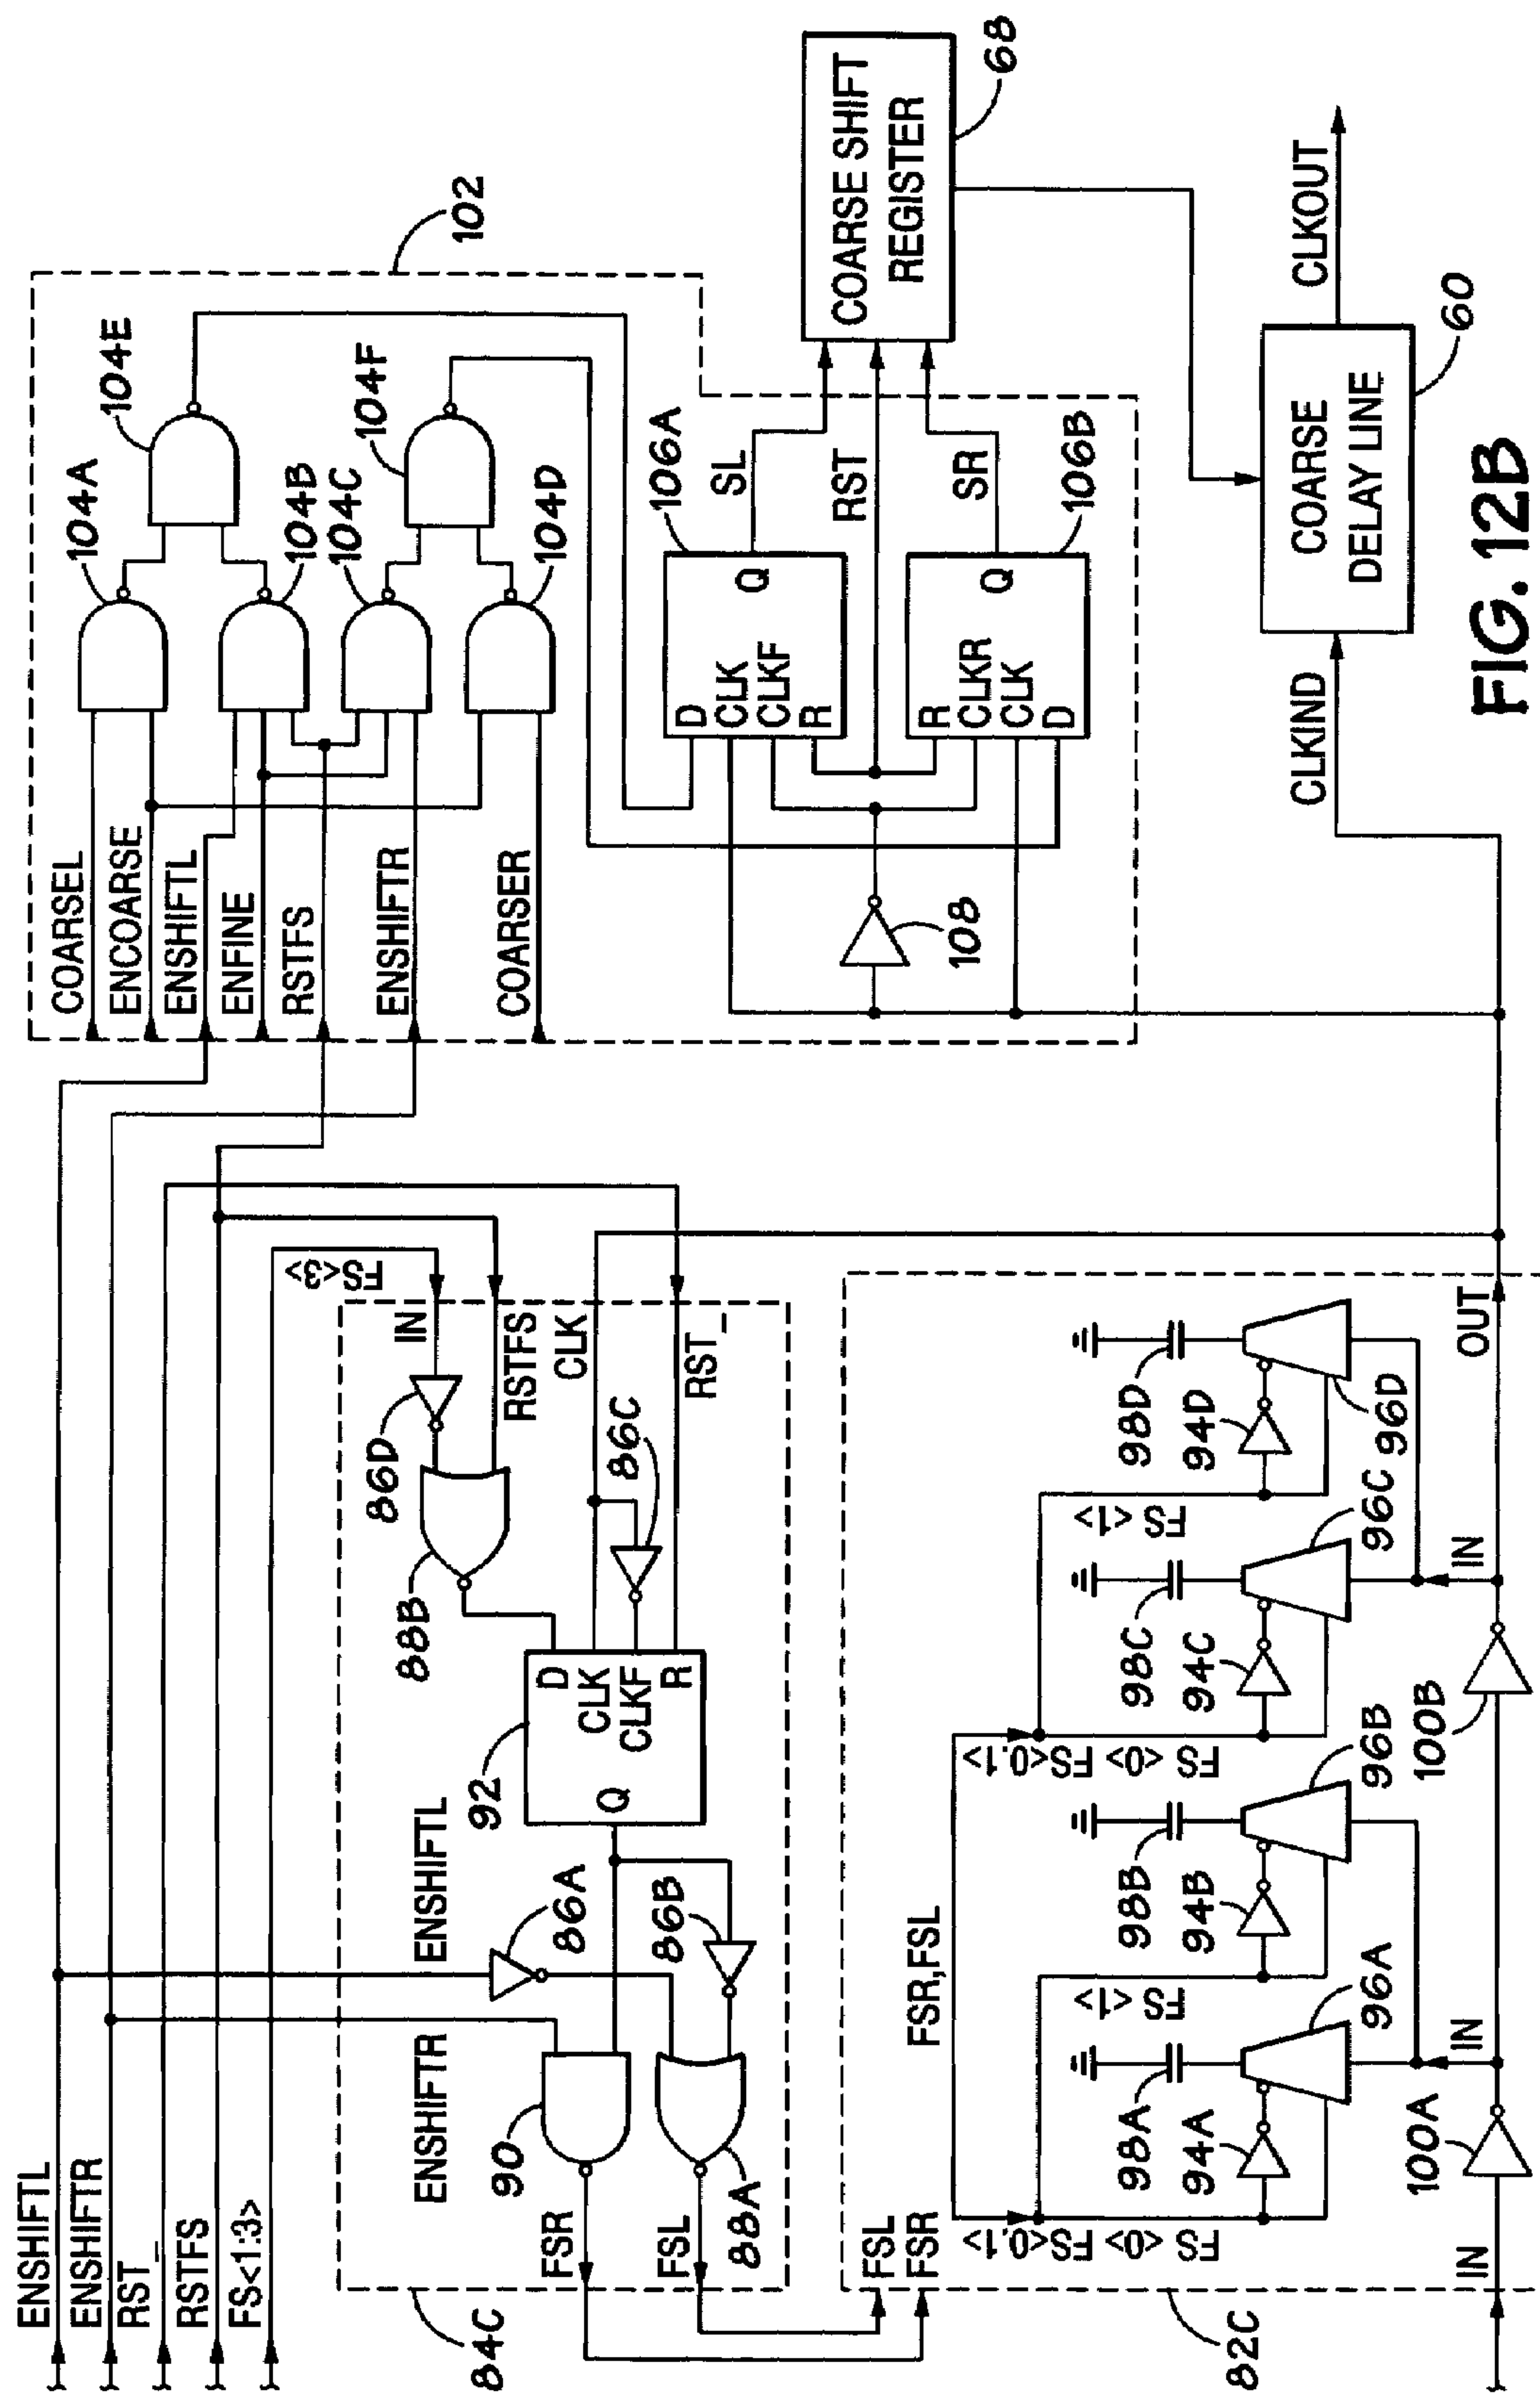 ENSHIFTL
ENSHIFTR
RST_
RSTFS
FS<1:3>
84C
ENSHIFTR
ENSHIFTL
90
FSR
FSL
88A
86A
86B
92
Q
D
CLK
CLKF
R
88B
86D
86C
IN
RSTFS
CLK
RST_
FS<3>
82C
FSL
FSR
FSR,FSL
FS<0.1>
FS <0>
FS <1>
98A
94A
96A
98B
94B
96B
FS<0.1>
FS <0>
FS <1>
98C
94C
96C
98D
94D
96D
IN
100A
IN
100B
IN
OUT
102
COARSEL
ENCOARSE
ENSHIFTL
ENFINE
RSTFS
ENSHIFTR
COARSER
104A
104B
104C
104D
104E
104F
106A
D
CLK
CLKF
R
Q
SL
RST
R
CLKR
CLK
D
Q
SR
106B
108
COARSE SHIFT
REGISTER
68
CLKIND
COARSE
DELAY LINE
60
CLKOUT
FIG. 12B